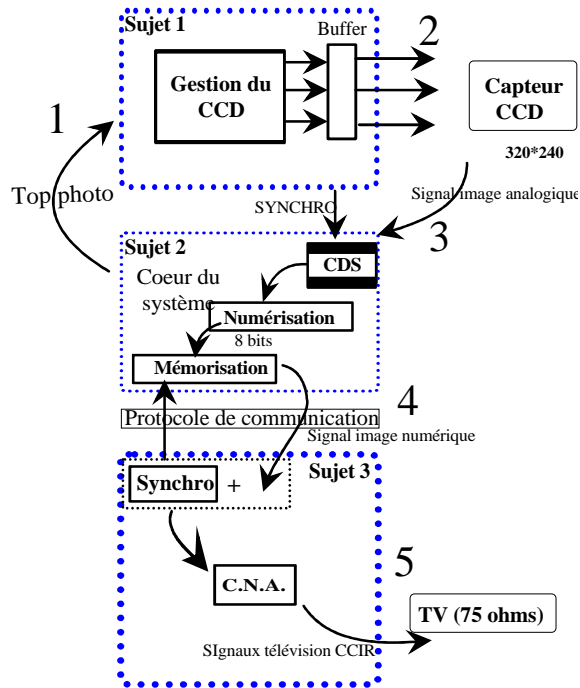 Sujet 1
Buffer
2
Gestion du
CCD
Capteur
CCD
1
320*240
Top photo
SYNCHRO
Signal image analogique
3
Sujet 2
CDS
Coeur du
système
Numérisation
8 bits
Mémorisation
4
Protocole de communication
Signal image numérique
Sujet 3
Synchro
+
5
C.N.A.
TV (75 ohms)
SIgnaux télévision CCIR